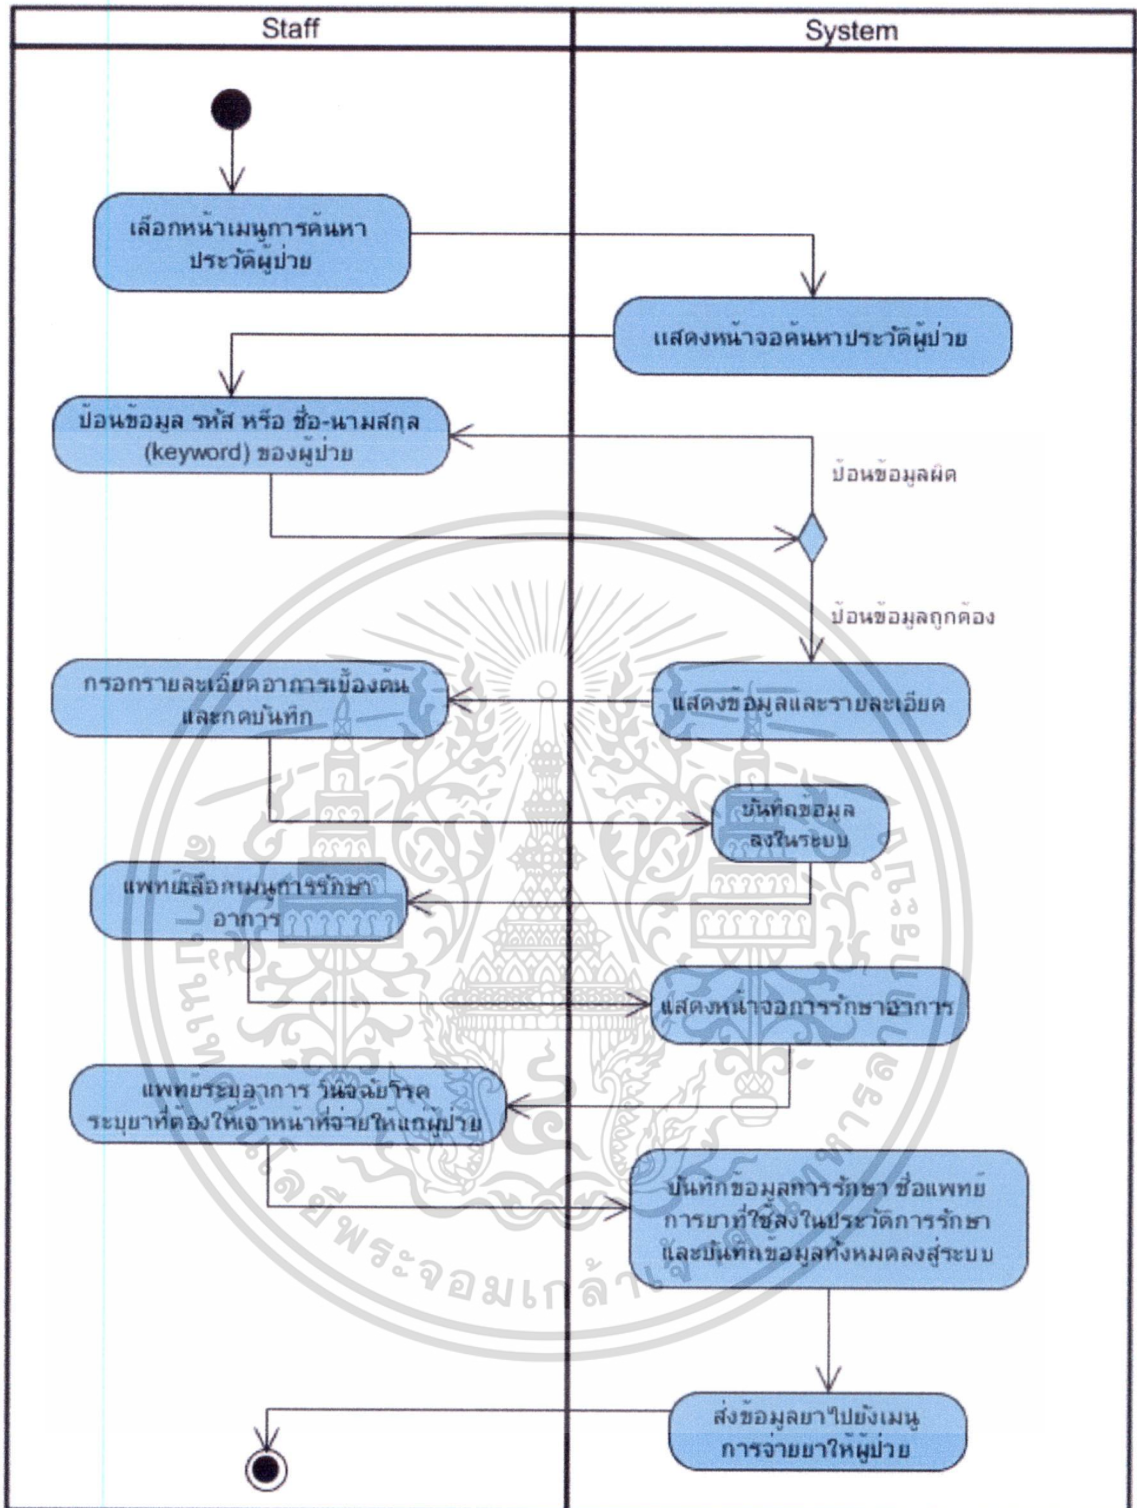 Staff
System
เลือกหน้าเมนูการค้นหา
ประวัติผู้ป่วย
แสดงหน้าจอค้นหาประวัติผู้ป่วย
ป้อนข้อมูล รหัส หรือ ชื่อ-นามสกุล
(keyword) ของผู้ป่วย
ป้อนข้อมูลผิด
ป้อนข้อมูลถูกต้อง
กรอกรายละเอียดอาการเบื้องต้น
และกดบันทึก
แสดงข้อมูลและรายละเอียด
บันทึกข้อมูล
ลงในระบบ
แพทย์เลือกเมนูการรักษา
อาการ
แสดงหน้าจอการรักษาอาการ
แพทย์ระบุอาการ วินิจฉัยโรค
ระบุยาที่ต้องให้เจ้าหน้าที่จ่ายให้แก่ผู้ป่วย
บันทึกข้อมูลการรักษา ชื่อแพทย์
การยาที่ใช้ลงในประวัติการรักษา
และบันทึกข้อมูลทั้งหมดลงสู่ระบบ
ส่งข้อมูลยาไปยังเมนู
การจ่ายยาให้ผู้ป่วย
พระจอมเกล้าเจ้า